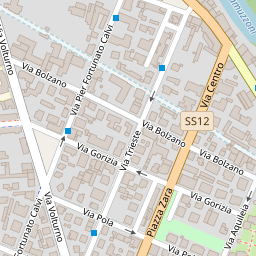 Via Volturno
Via Pier Fortunato Calvi
Via Bolzano
Via Centro
SS12
Via Trieste
Via Bolzano
Via Bolzano
Via Gorizia
Via Gorizia
Fortunato Calvi
Via Volturno
Via Pola
Piazza Zara
Via Aquileia